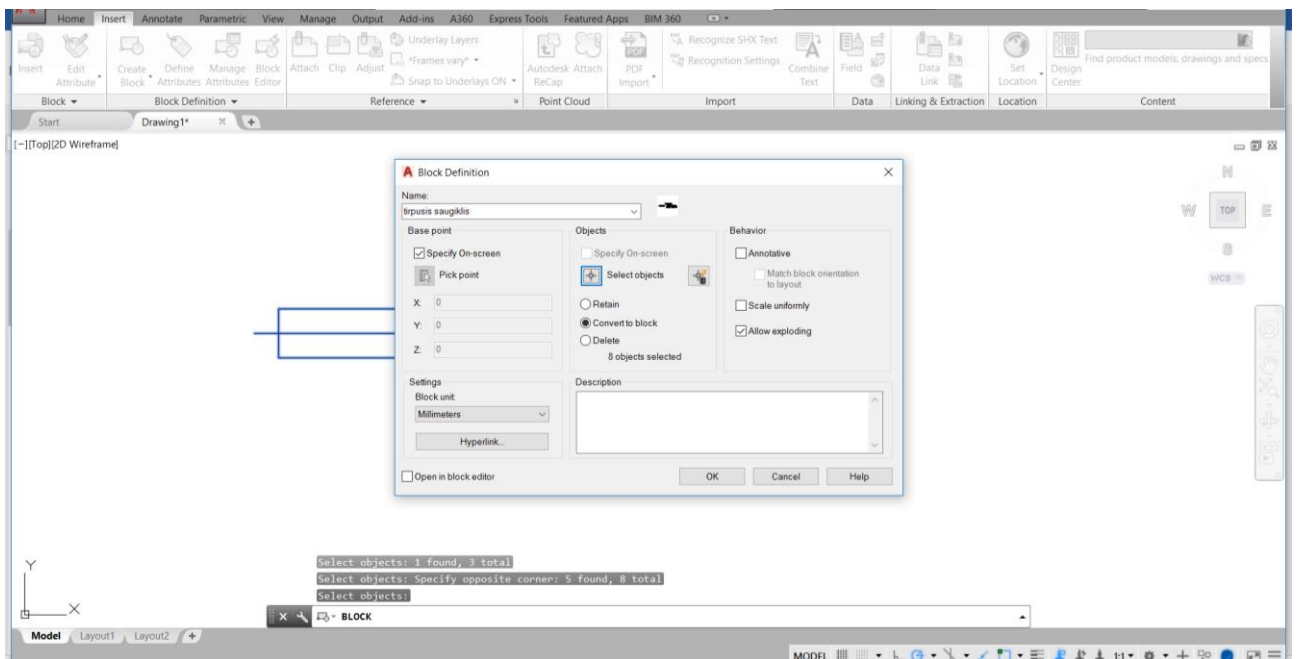 Home Insert Annotate Parametric View Manage Output Add-ins A360 Express Tools Featured Apps BIM 360
Insert
Edit Attribute
Create Block
Define Attributes
Manage Attributes
Block Editor
Attach
Clip
Adjust
Underlay Layers
*Frames vary*
Snap to Underlays ON
Autodesk ReCap
Attach
PDF Import
Recognize SHX Text
Recognition Settings
Combine Text
Field
Data Link
Set Location
Design Center
Find product models, drawings and specs
Block Block Definition Reference Point Cloud Import Data Linking & Extraction Location Content
Start Drawing1*
[−][Top][2D Wireframe]
N
W TOP E
S
WCS
Block Definition
Name:
tirpusis saugiklis
Base point
Specify On-screen
Pick point
X: 0
Y: 0
Z: 0
Objects
Specify On-screen
Select objects
Retain
Convert to block
Delete
8 objects selected
Behavior
Annotative
Match block orientation
to layout
Scale uniformly
Allow exploding
Settings
Block unit:
Millimeters
Hyperlink...
Description
Open in block editor
OK Cancel Help
Select objects: 1 found, 3 total
Select objects: Specify opposite corner: 5 found, 8 total
Select objects:
Y
X
BLOCK
Model Layout1 Layout2
MODEL 1:1